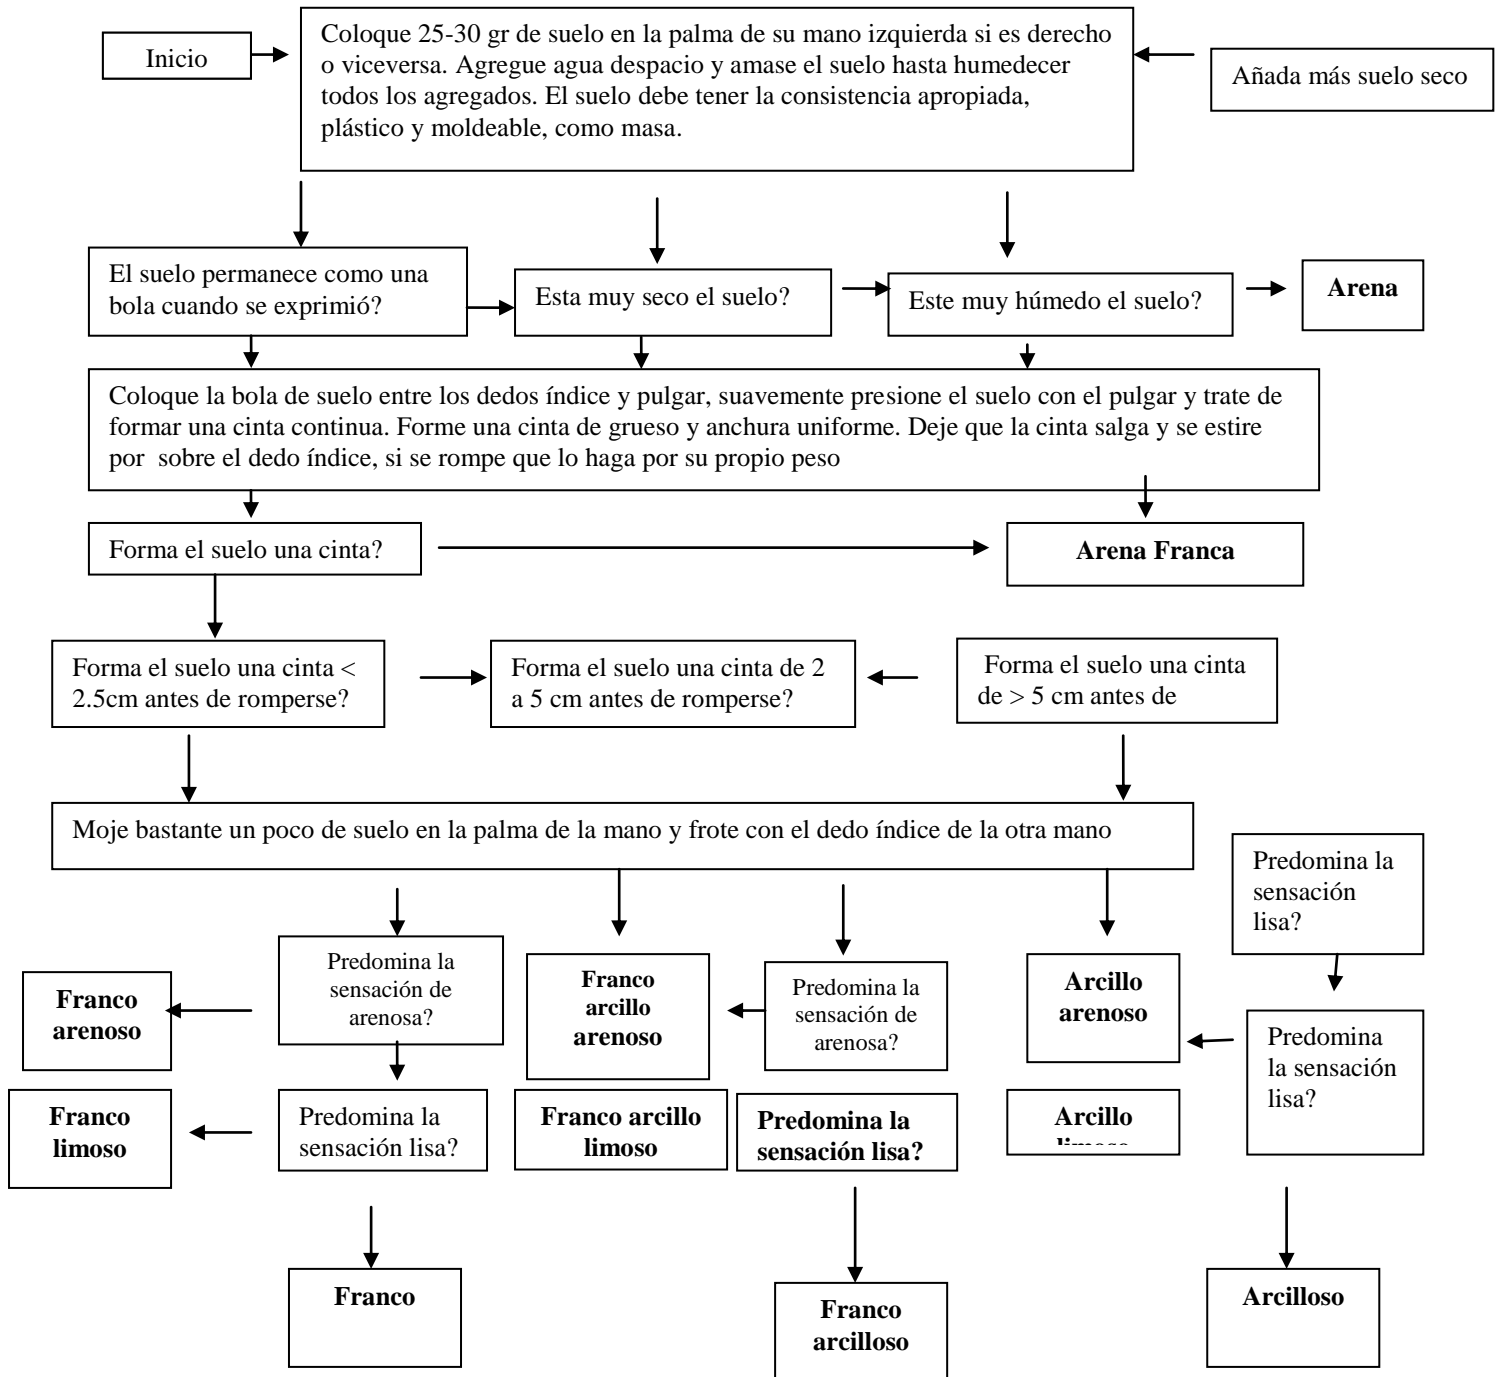 Inicio
Coloque 25-30 gr de suelo en la palma de su mano izquierda si es derecho
o viceversa. Agregue agua despacio y amase el suelo hasta humedecer
todos los agregados. El suelo debe tener la consistencia apropiada,
plástico y moldeable, como masa.
Añada más suelo seco
El suelo permanece como una
bola cuando se exprimió?
Esta muy seco el suelo?
Este muy húmedo el suelo?
Arena
Coloque la bola de suelo entre los dedos índice y pulgar, suavemente presione el suelo con el pulgar y trate de
formar una cinta continua. Forme una cinta de grueso y anchura uniforme. Deje que la cinta salga y se estire
por sobre el dedo índice, si se rompe que lo haga por su propio peso
Forma el suelo una cinta?
Arena Franca
Forma el suelo una cinta <
2.5cm antes de romperse?
Forma el suelo una cinta de 2
a 5 cm antes de romperse?
Forma el suelo una cinta
de > 5 cm antes de
Moje bastante un poco de suelo en la palma de la mano y frote con el dedo índice de la otra mano
Predomina la
sensación
lisa?
Franco
arenoso
Predomina la
sensación de
arenosa?
Franco
arcillo
arenoso
Predomina la
sensación de
arenosa?
Arcillo
arenoso
Predomina
la sensación
lisa?
Franco
limoso
Predomina la
sensación lisa?
Franco arcillo
limoso
Predomina la
sensación lisa?
Arcillo
Franco
Franco
arcilloso
Arcilloso